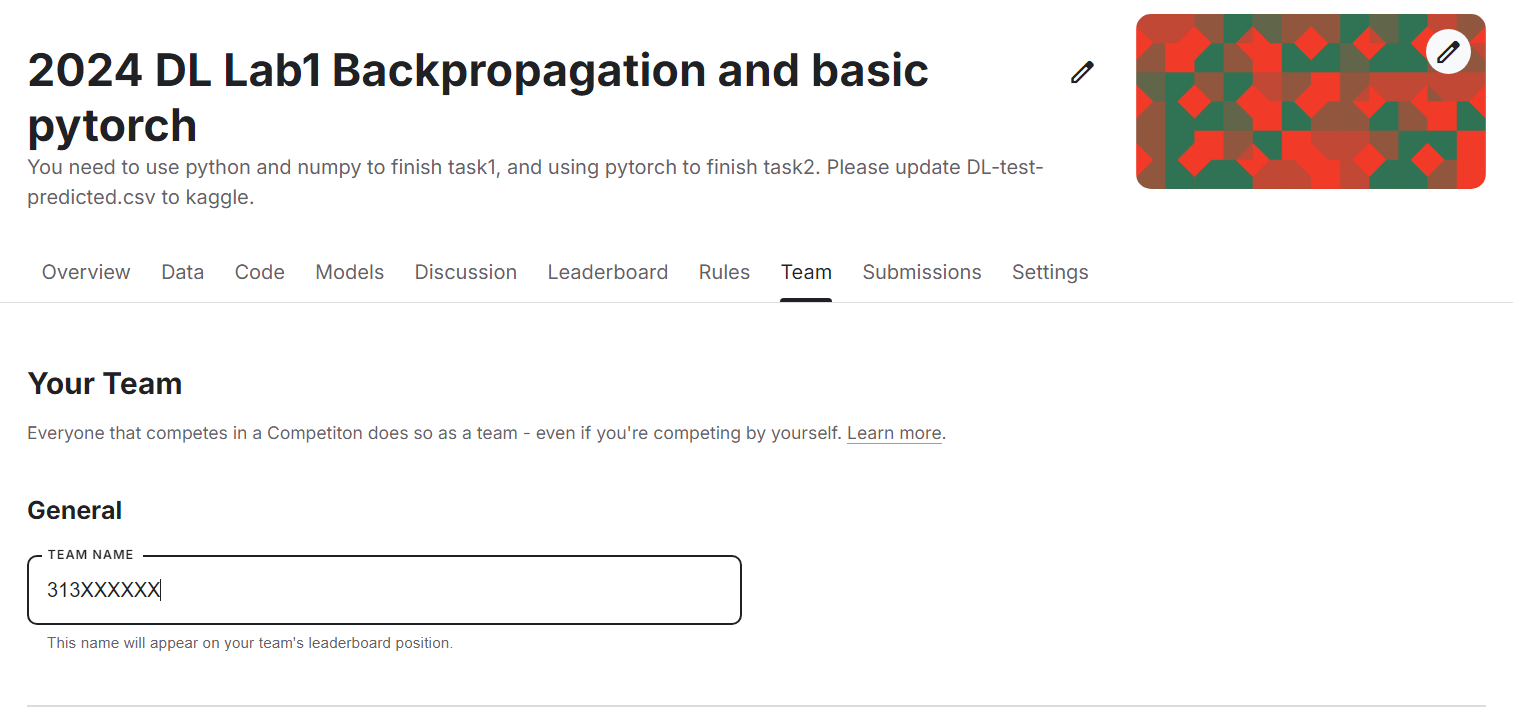 2024 DL Lab1 Backpropagation and basic
pytorch
You need to use python and numpy to finish task1, and using pytorch to finish task2. Please update DL-test-
predicted.csv to kaggle.
Overview Data Code Models Discussion Leaderboard Rules Team Submissions Settings
Your Team
Everyone that competes in a Competiton does so as a team - even if you're competing by yourself. Learn more.
General
TEAM NAME
313XXXXXX
This name will appear on your team's leaderboard position.